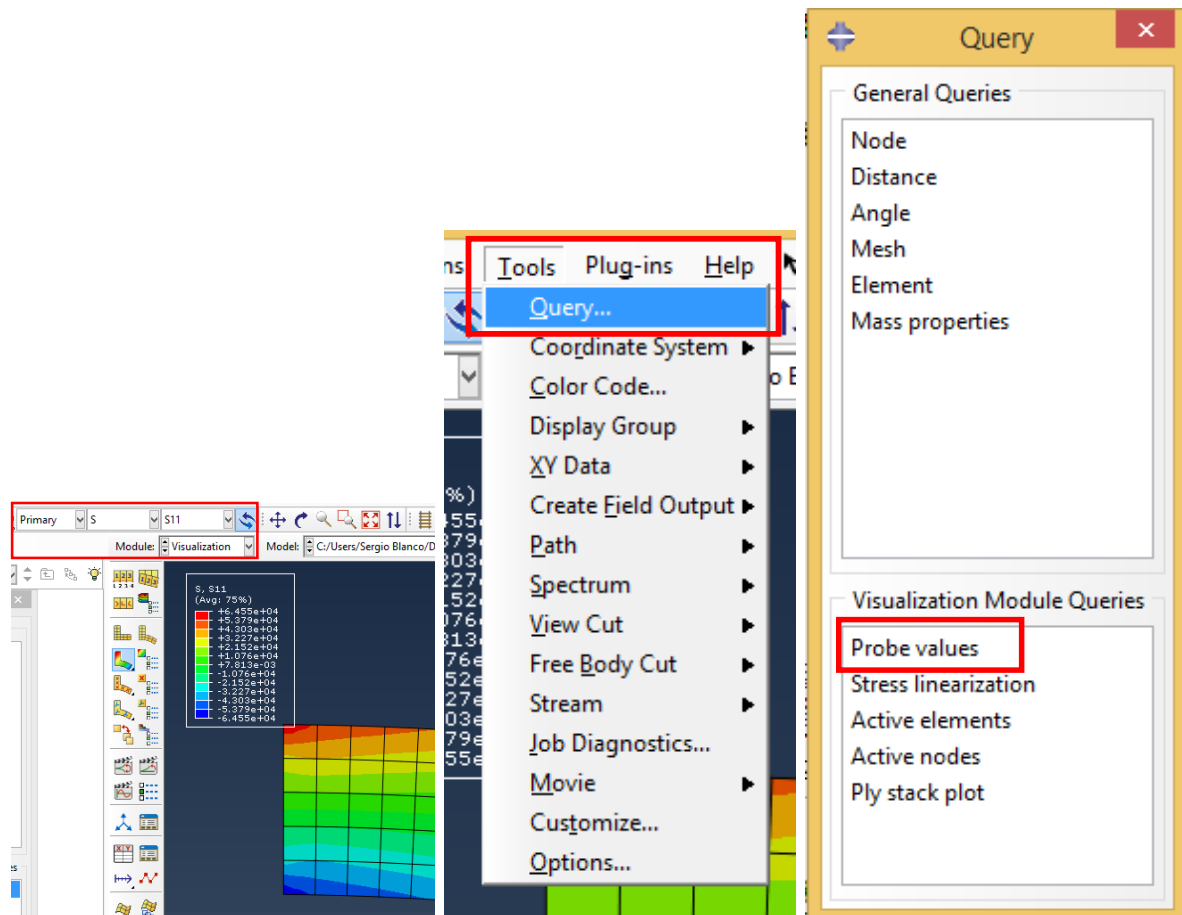 Primary S S11
Module: Visualization Model: C:/Users/Sergio Blanco/D
S, S11
(Avg: 75%)
+6.455e+04
+5.379e+04
+4.303e+04
+3.227e+04
+2.152e+04
+1.076e+04
+7.813e-03
-1.076e+04
-2.152e+04
-3.227e+04
-4.303e+04
-5.379e+04
-6.455e+04
ns Tools Plug-ins Help
Query...
Coordinate System
Color Code...
Display Group
XY Data
Create Field Output
Path
Spectrum
View Cut
Free Body Cut
Stream
Job Diagnostics...
Movie
Customize...
Options...
Query
General Queries
Node
Distance
Angle
Mesh
Element
Mass properties
Visualization Module Queries
Probe values
Stress linearization
Active elements
Active nodes
Ply stack plot